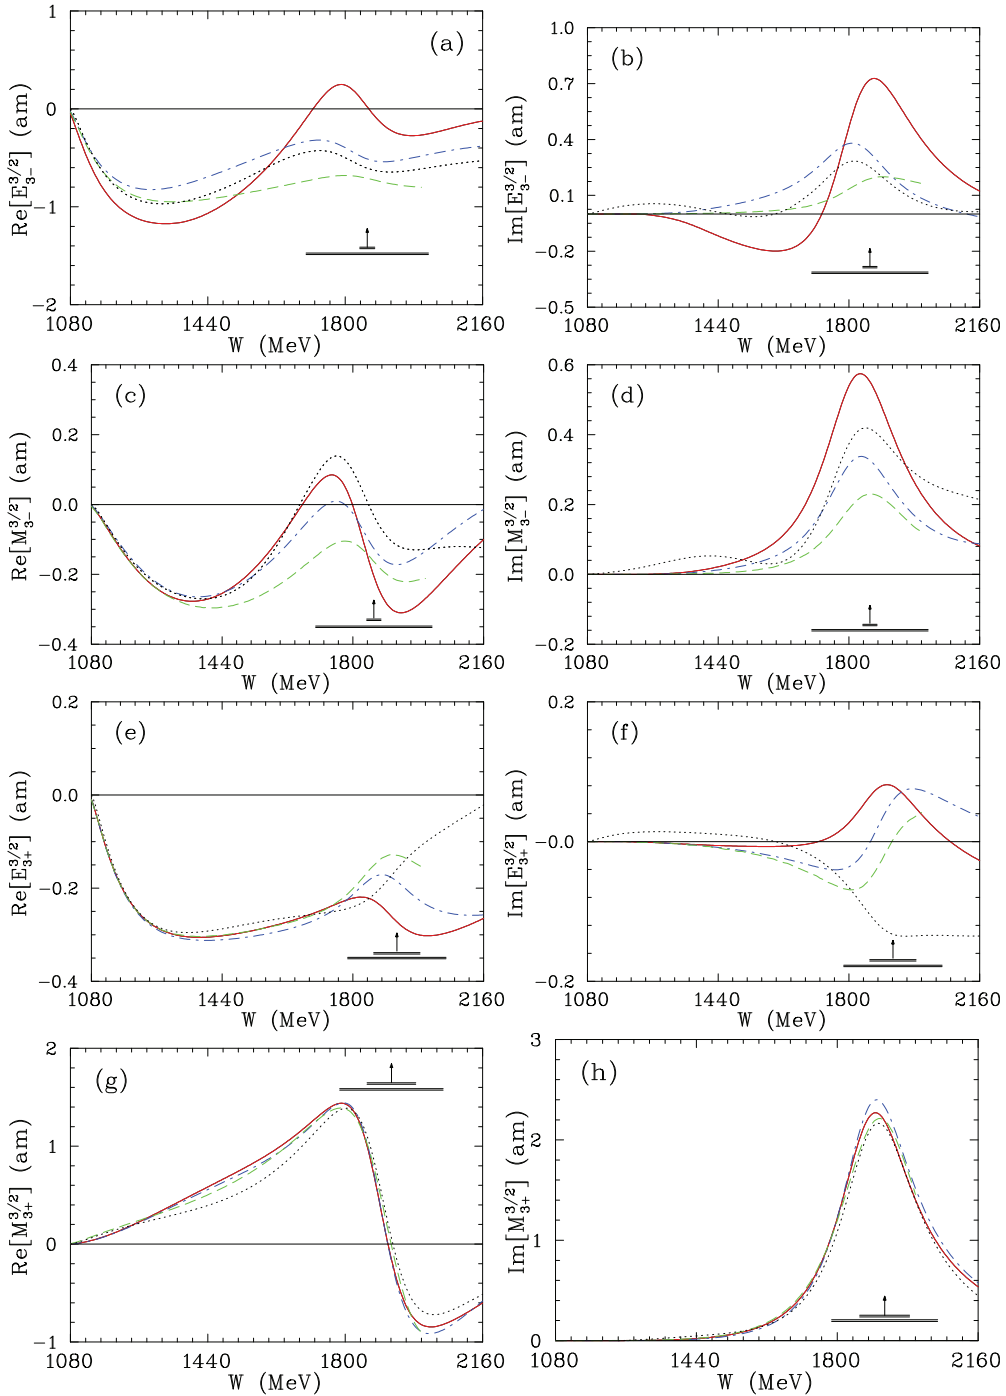 (a)
Re[E3−^3/2] (am)
1
0
−1
−2
1080 1440 1800 2160
W (MeV)
(b)
Im[E3−^3/2] (am)
1.0
0.7
0.4
0.1
−0.2
−0.5
1080 1440 1800 2160
W (MeV)
(c)
Re[M3−^3/2] (am)
0.4
0.2
0.0
−0.2
−0.4
1080 1440 1800 2160
W (MeV)
(d)
Im[M3−^3/2] (am)
0.6
0.4
0.2
0.0
−0.2
1080 1440 1800 2160
W (MeV)
(e)
Re[E3+^3/2] (am)
0.2
0.0
−0.2
−0.4
1080 1440 1800 2160
W (MeV)
(f)
Im[E3+^3/2] (am)
0.2
−0.0
−0.2
1080 1440 1800 2160
W (MeV)
(g)
Re[M3+^3/2] (am)
2
1
0
−1
1080 1440 1800 2160
W (MeV)
(h)
Im[M3+^3/2] (am)
3
2
1
0
1080 1440 1800 2160
W (MeV)